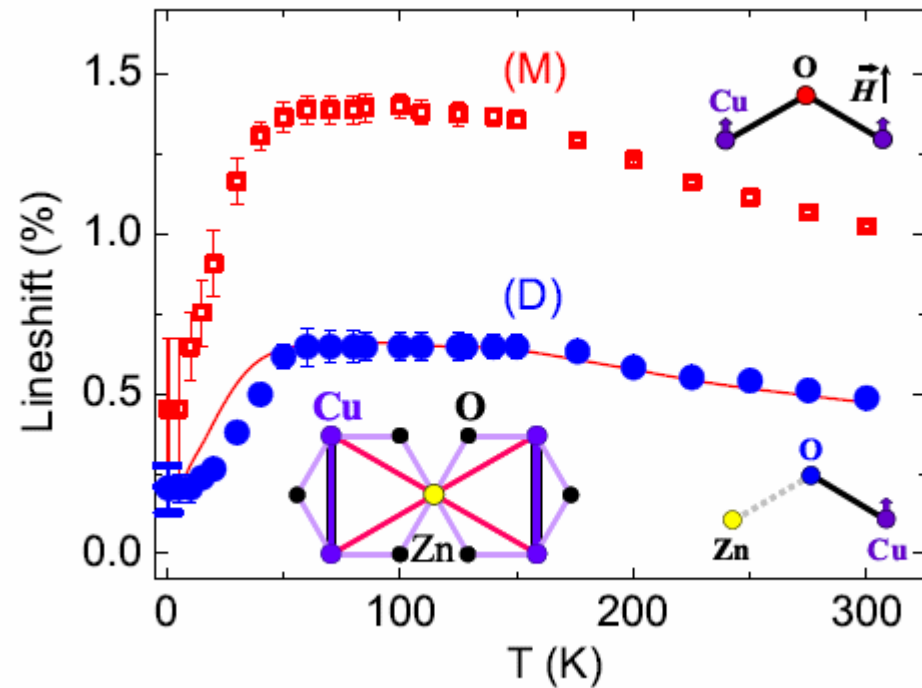 1.5
1.0
0.5
0.0
Lineshift (%)
(M)
O
Cu
H
(D)
Cu
O
Zn
O
Zn
Cu
0
100
200
300
T (K)